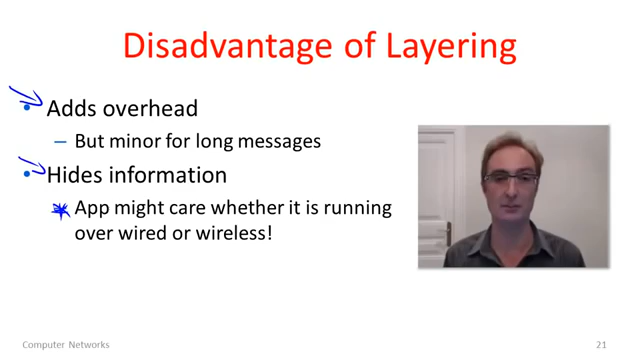 Disadvantage of Layering
• Adds overhead
– But minor for long messages
• Hides information
App might care whether it is running
over wired or wireless!
Computer Networks
21